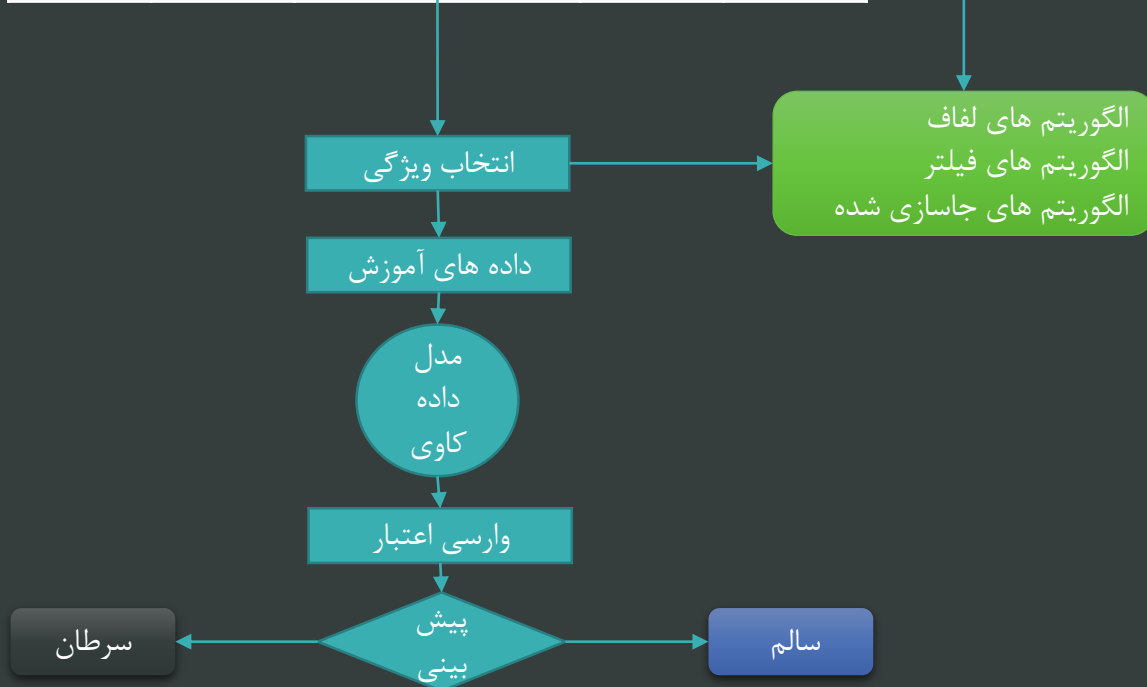 الگوریتم های لفاف
الگوریتم های فیلتر
الگوریتم های جاسازی شده
انتخاب ویژگی
داده های آموزش
مدل
داده
کاوی
وارسی اعتبار
پیش
بینی
سالم
سرطان